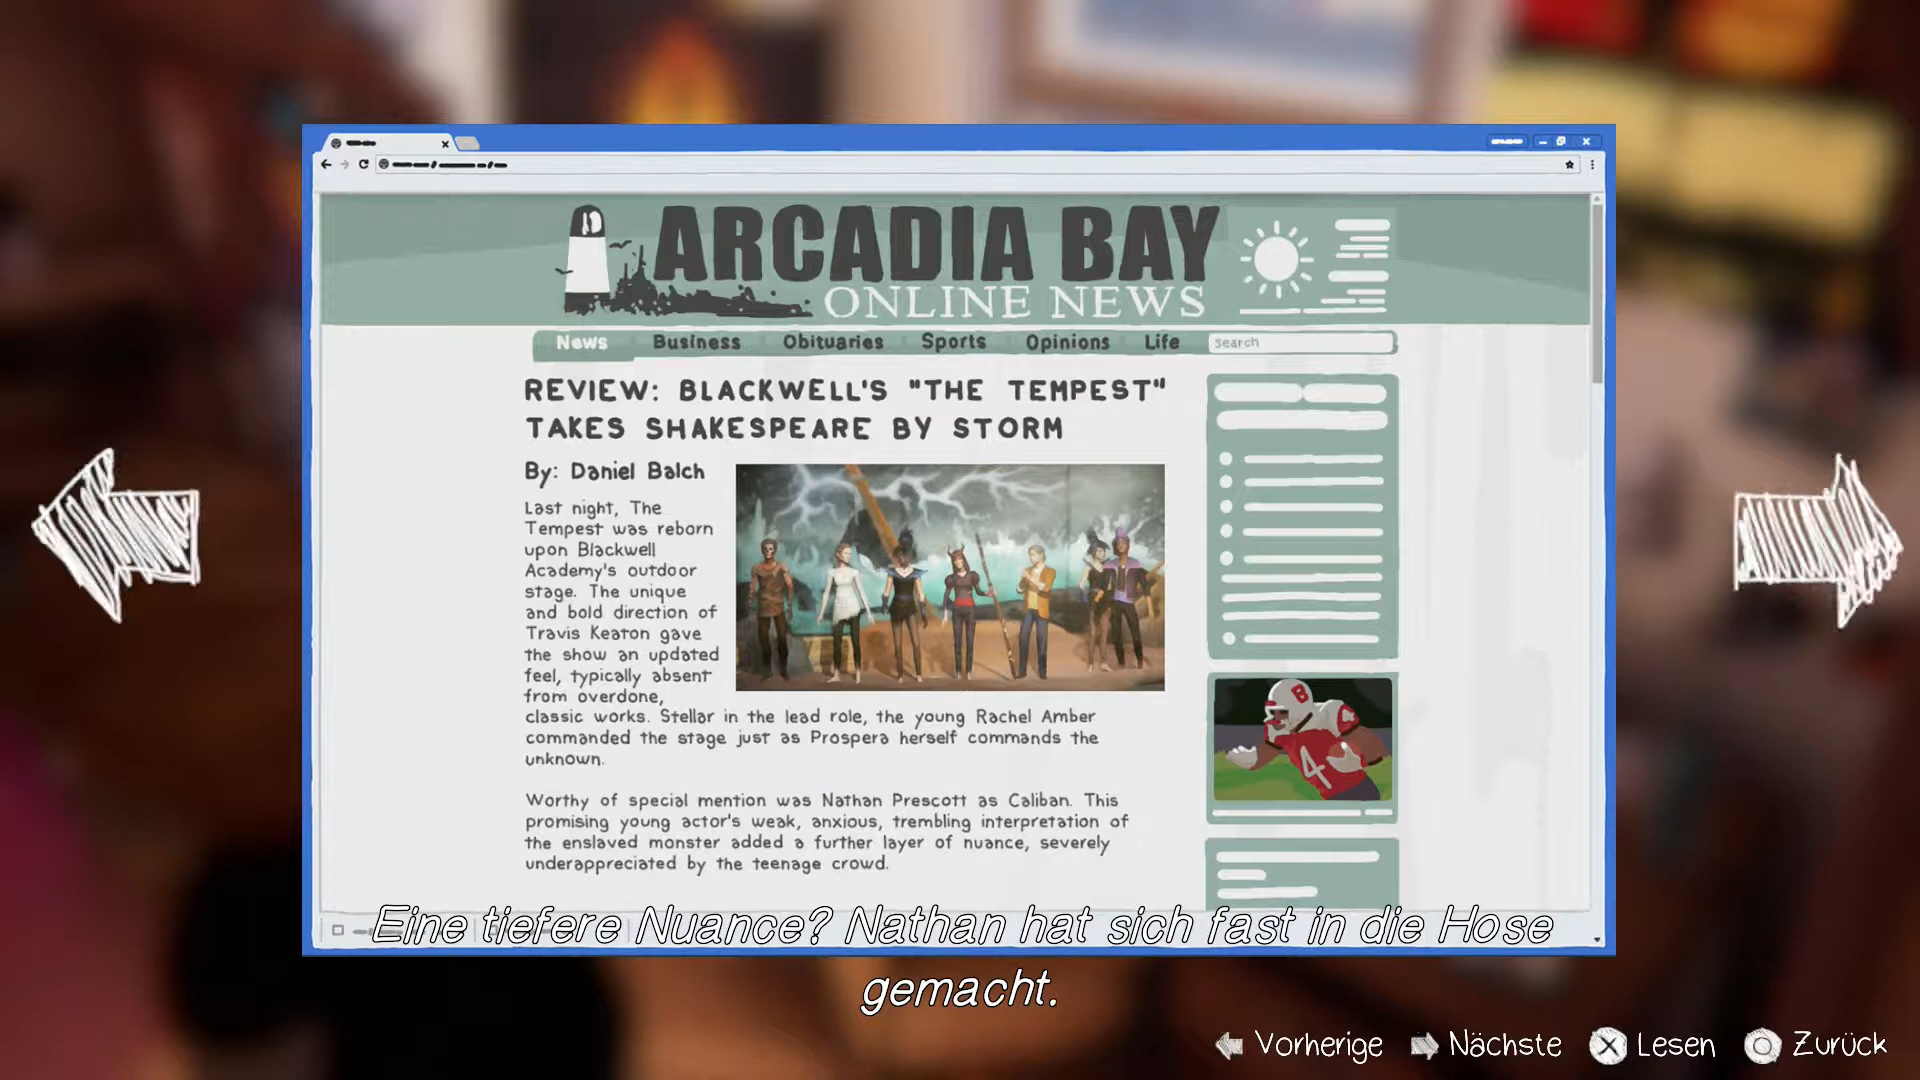 ARCADIA BAY
ONLINE NEWS
News Business Obituaries Sports Opinions Life search
REVIEW: BLACKWELL'S "THE TEMPEST"
TAKES SHAKESPEARE BY STORM
By: Daniel Balch
Last night, The
Tempest was reborn
upon Blackwell
Academy's outdoor
stage. The unique
and bold direction of
Travis Keaton gave
the show an updated
feel, typically absent
from overdone,
classic works. Stellar in the lead role, the young Rachel Amber
commanded the stage just as Prospera herself commands the
unknown.
Worthy of special mention was Nathan Prescott as Caliban. This
promising young actor's weak, anxious, trembling interpretation of
the enslaved monster added a further layer of nuance, severely
underappreciated by the teenage crowd.
B
4
4
Eine tiefere Nuance? Nathan hat sich fast in die Hose
gemacht.
Vorherige Nächste Lesen Zurück